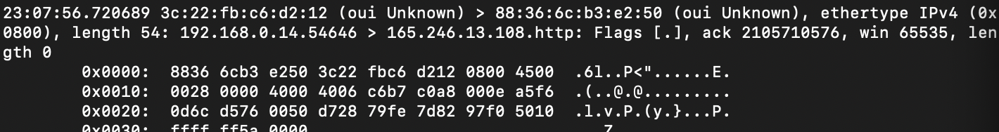 23:07:56.720689 3c:22:fb:c6:d2:12 (oui Unknown) > 88:36:6c:b3:e2:50 (oui Unknown), ethertype IPv4 (0x
0800), length 54: 192.168.0.14.54646 > 165.246.13.108.http: Flags [.], ack 2105710576, win 65535, len
gth 0
0x0000:  8836 6cb3 e250 3c22 fbc6 d212 0800 4500  .6l..P<"......E.
0x0010:  0028 0000 4000 4006 c6b7 c0a8 000e a5f6  .(..@.@.........
0x0020:  0d6c d576 0050 d728 79fe 7d82 97f0 5010  .l.v.P.(y.}...P.
0x0030:  ffff ff5a 0000  ...Z..